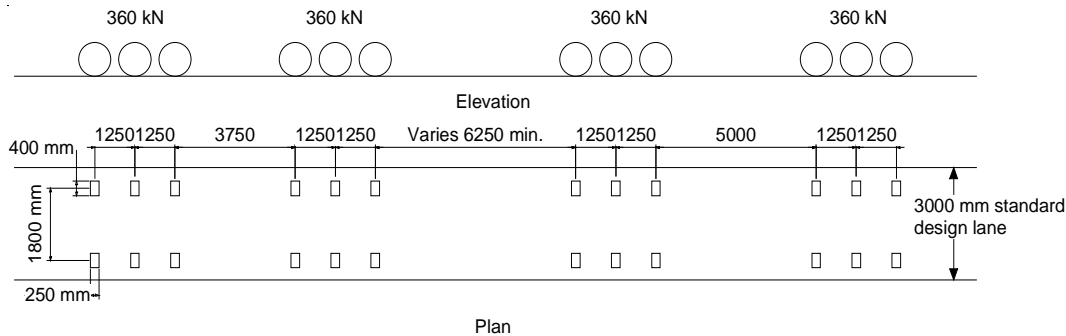 360 kN 360 kN 360 kN 360 kN
Elevation
12501250 3750 12501250 Varies 6250 min. 12501250 5000 12501250
400 mm
1800 mm
3000 mm standard
design lane
250 mm
Plan